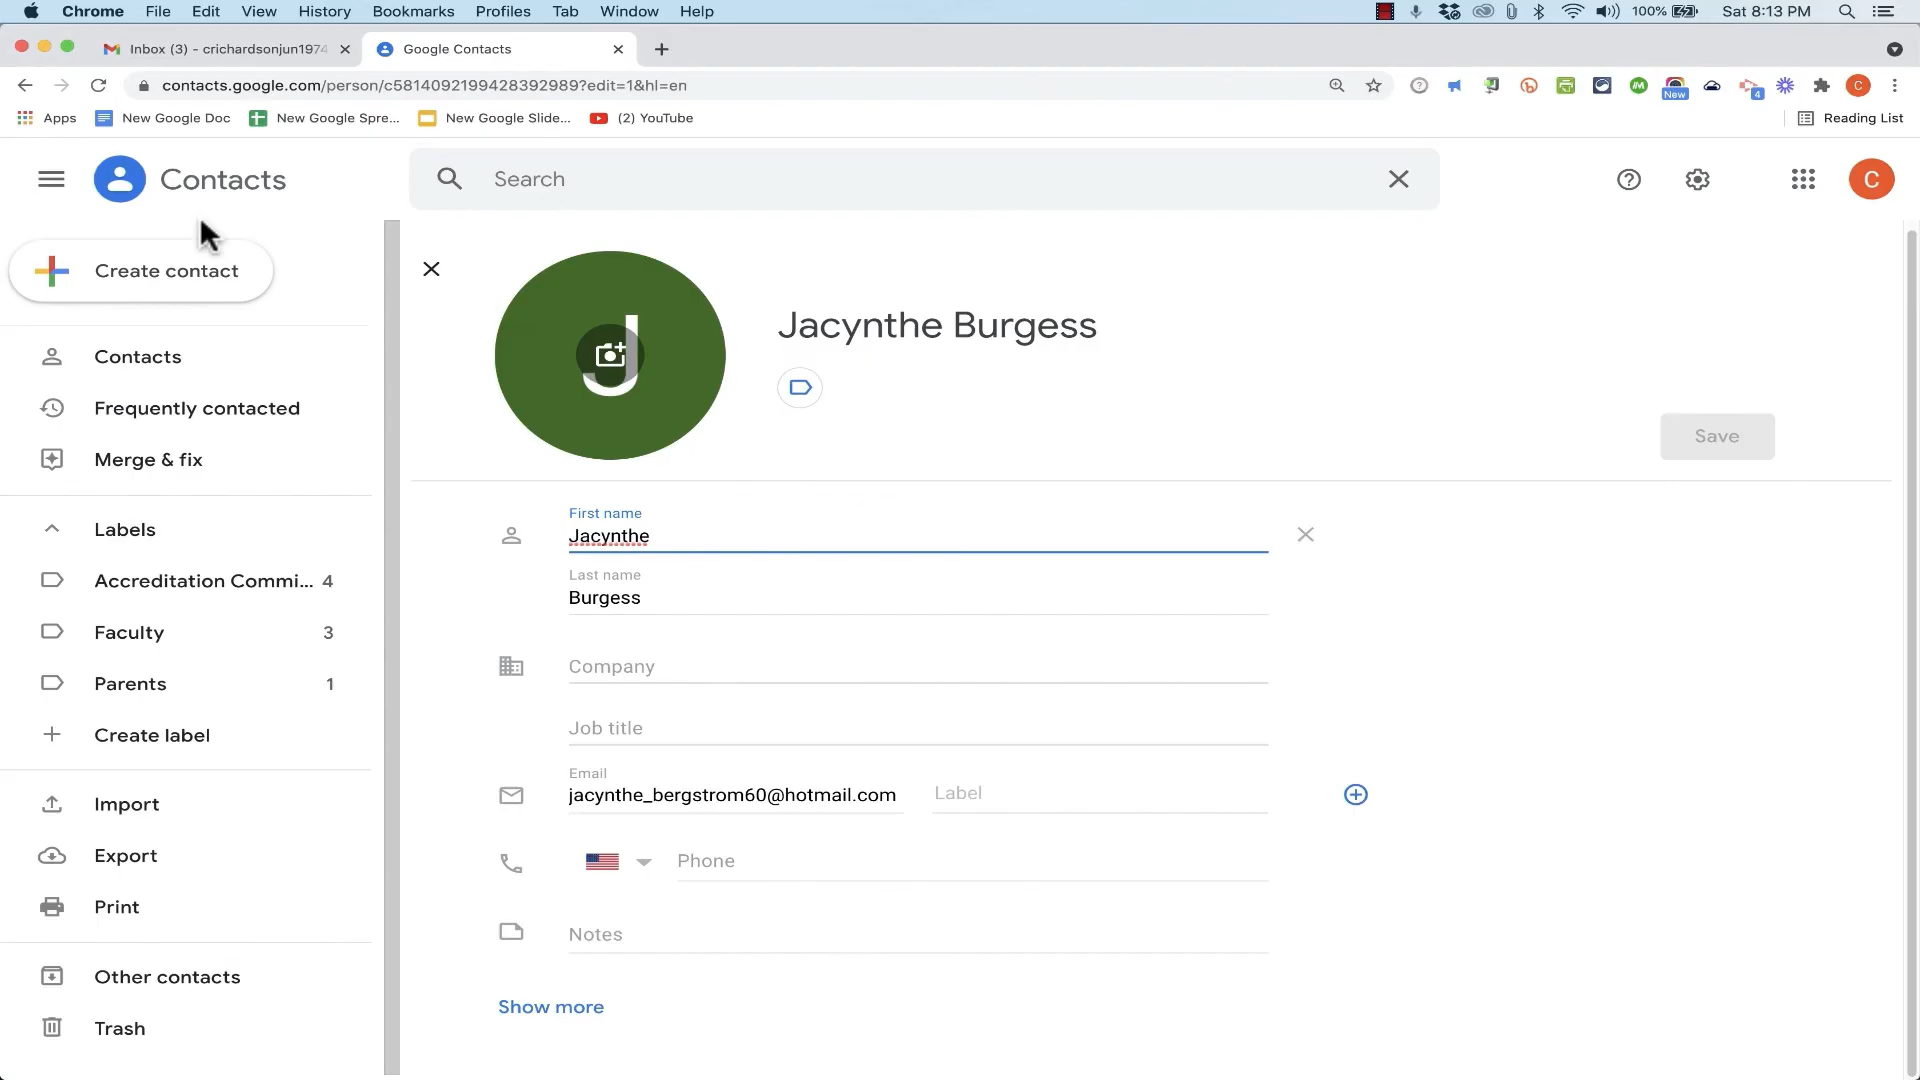 Chrome File Edit View History Bookmarks Profiles Tab Window Help 100% Sat 8:13 PM
Inbox (3) - crichardsonjun1974 Google Contacts
contacts.google.com/person/c5814092199428392989?edit=1&hl=en New 4 C
Apps New Google Doc New Google Spre... New Google Slide... (2) YouTube Reading List
Contacts Search C
Create contact
J
Jacynthe Burgess
Save
Contacts
Frequently contacted
Merge & fix
Labels
Accreditation Commi... 4
Faculty 3
Parents 1
Create label
Import
Export
Print
Other contacts
Trash
First name
Jacynthe
Last name
Burgess
Company
Job title
Email
jacynthe_bergstrom60@hotmail.com Label
Phone
Notes
Show more